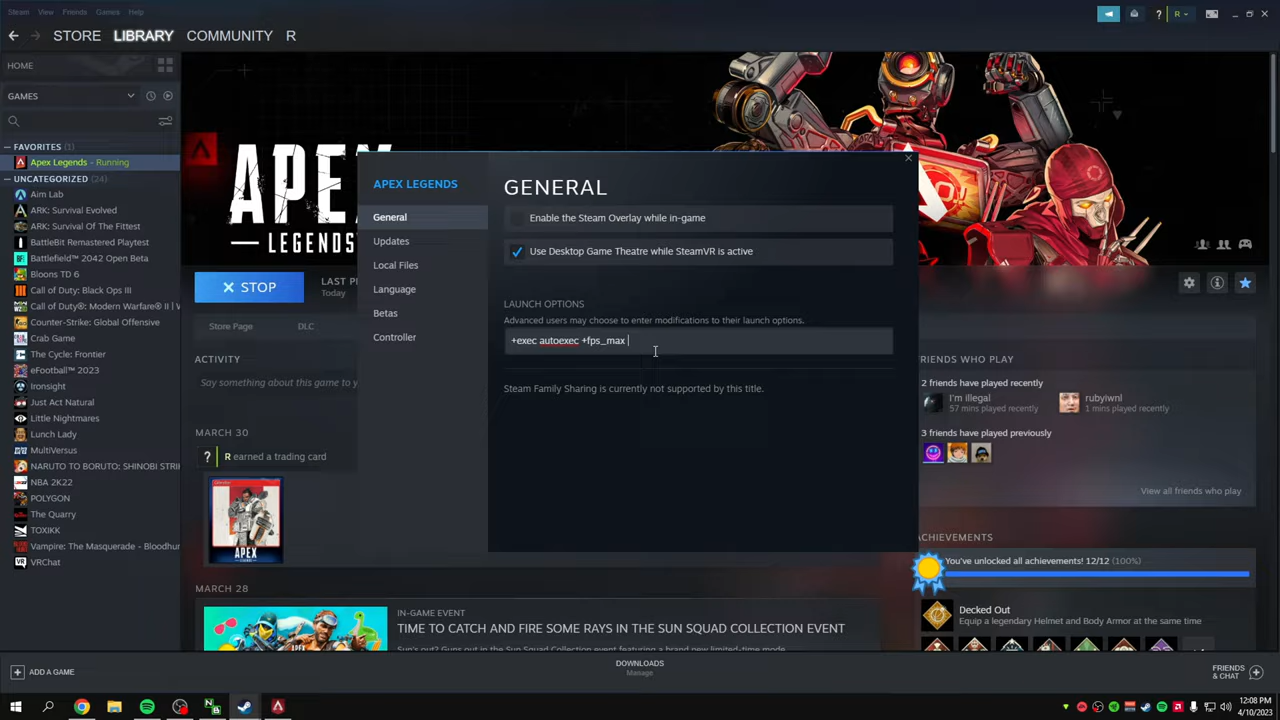 Steam View Friends Games Help
R
STORE LIBRARY COMMUNITY R
HOME
GAMES
FAVORITES (1)
Apex Legends - Running
UNCATEGORIZED (24)
Aim Lab
ARK: Survival Evolved
ARK: Survival Of The Fittest
BattleBit Remastered Playtest
Battlefield™ 2042 Open Beta
Bloons TD 6
Call of Duty: Black Ops III
Call of Duty®: Modern Warfare® II | W
Counter-Strike: Global Offensive
Crab Game
The Cycle: Frontier
eFootball™ 2023
Ironsight
Just Act Natural
Little Nightmares
Lunch Lady
MultiVersus
NARUTO TO BORUTO: SHINOBI STRIK
NBA 2K22
POLYGON
The Quarry
TOXIKK
Vampire: The Masquerade - Bloodhun
VRChat
APEX
LEGENDS
STOP
LAST P
Today
Store Page
DLC
ACTIVITY
Say something about this game to y
MARCH 30
R earned a trading card
APEX
MARCH 28
IN-GAME EVENT
TIME TO CATCH AND FIRE SOME RAYS IN THE SUN SQUAD COLLECTION EVENT
APEX LEGENDS
General
Updates
Local Files
Language
Betas
Controller
GENERAL
Enable the Steam Overlay while in-game
Use Desktop Game Theatre while SteamVR is active
LAUNCH OPTIONS
Advanced users may choose to enter modifications to their launch options.
+exec autoexec +fps_max
Steam Family Sharing is currently not supported by this title.
RIENDS WHO PLAY
2 friends have played recently
I'm illegal
57 mins played recently
rubyiwnl
1 mins played recently
3 friends have played previously
View all friends who play
ACHIEVEMENTS
You've unlocked all achievements! 12/12 (100%)
Decked Out
Equip a legendary Helmet and Body Armor at the same time
ADD A GAME
DOWNLOADS
Manage
FRIENDS
& CHAT
12:08 PM
4/10/2023